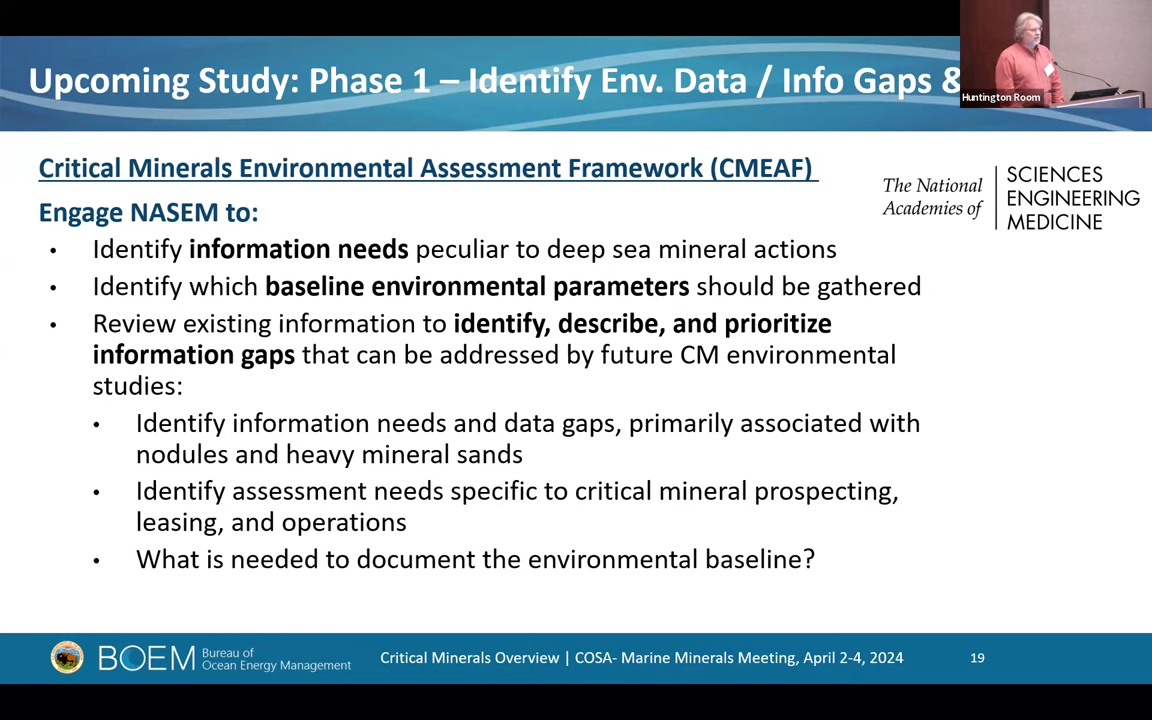 Upcoming Study: Phase 1 – Identify Env. Data / Info Gaps &
Huntington Room
Critical Minerals Environmental Assessment Framework (CMEAF)
The National
Academies of
SCIENCES
ENGINEERING
MEDICINE
Engage NASEM to:
• Identify information needs peculiar to deep sea mineral actions
• Identify which baseline environmental parameters should be gathered
• Review existing information to identify, describe, and prioritize
information gaps that can be addressed by future CM environmental
studies:
• Identify information needs and data gaps, primarily associated with
nodules and heavy mineral sands
• Identify assessment needs specific to critical mineral prospecting,
leasing, and operations
• What is needed to document the environmental baseline?
BOEM
Bureau of
Ocean Energy Management
Critical Minerals Overview | COSA- Marine Minerals Meeting, April 2-4, 2024
19